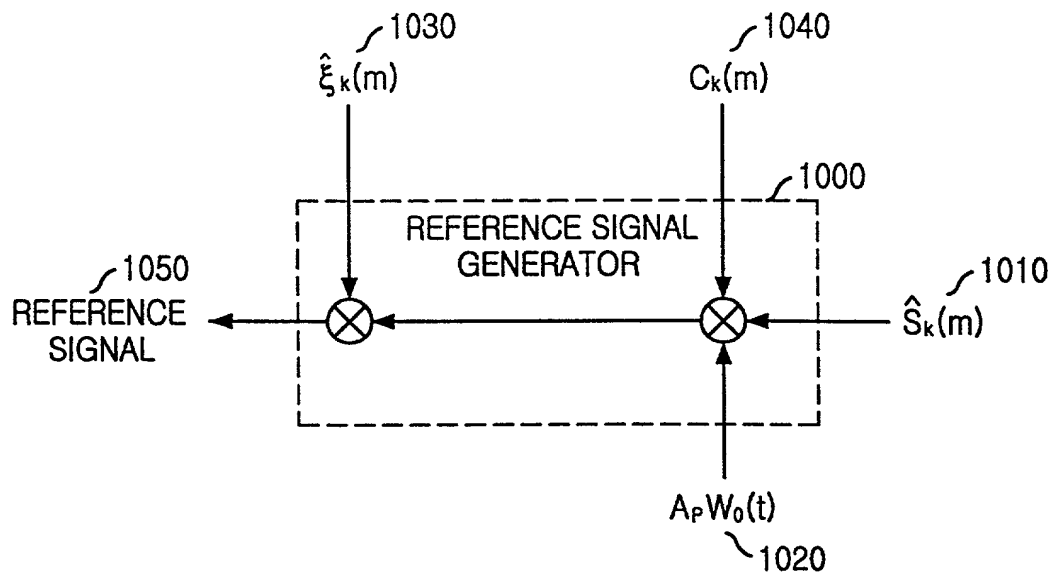 1030
ξ̂k(m)
1040
Ck(m)
1000
REFERENCE SIGNAL
GENERATOR
1050
REFERENCE
SIGNAL
1010
Ŝk(m)
APW0(t)
1020